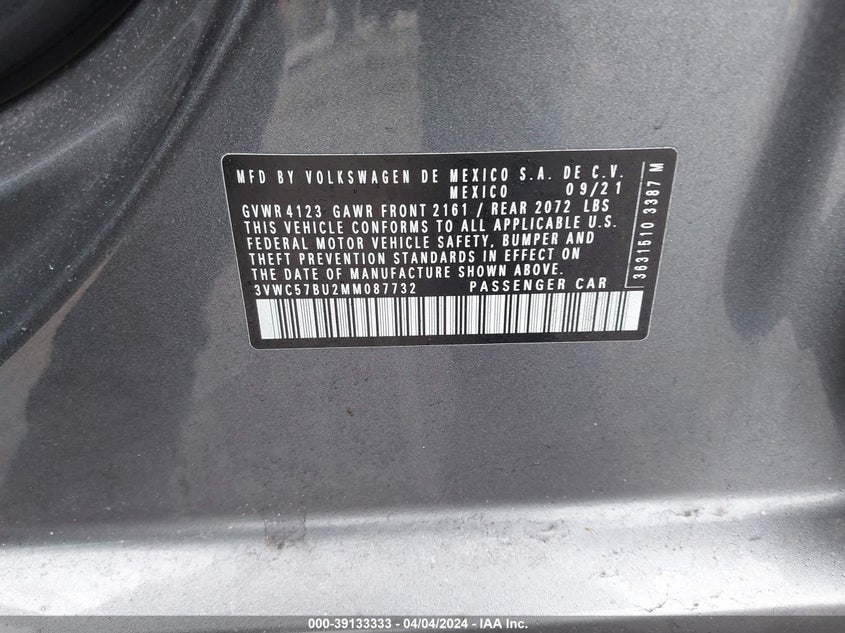 MFD BY VOLKSWAGEN DE MEXICO S.A. DE C.V.
MEXICO 09/21
GVWR 4123 GAWR FRONT 2161 / REAR 2072 LBS
THIS VEHICLE CONFORMS TO ALL APPLICABLE U.S.
FEDERAL MOTOR VEHICLE SAFETY, BUMPER AND
THEFT PREVENTION STANDARDS IN EFFECT ON
THE DATE OF MANUFACTURE SHOWN ABOVE.
3VWC57BU2MM087732 PASSENGER CAR
3631510 3387 M
000-39133333 - 04/04/2024 - IAA Inc.